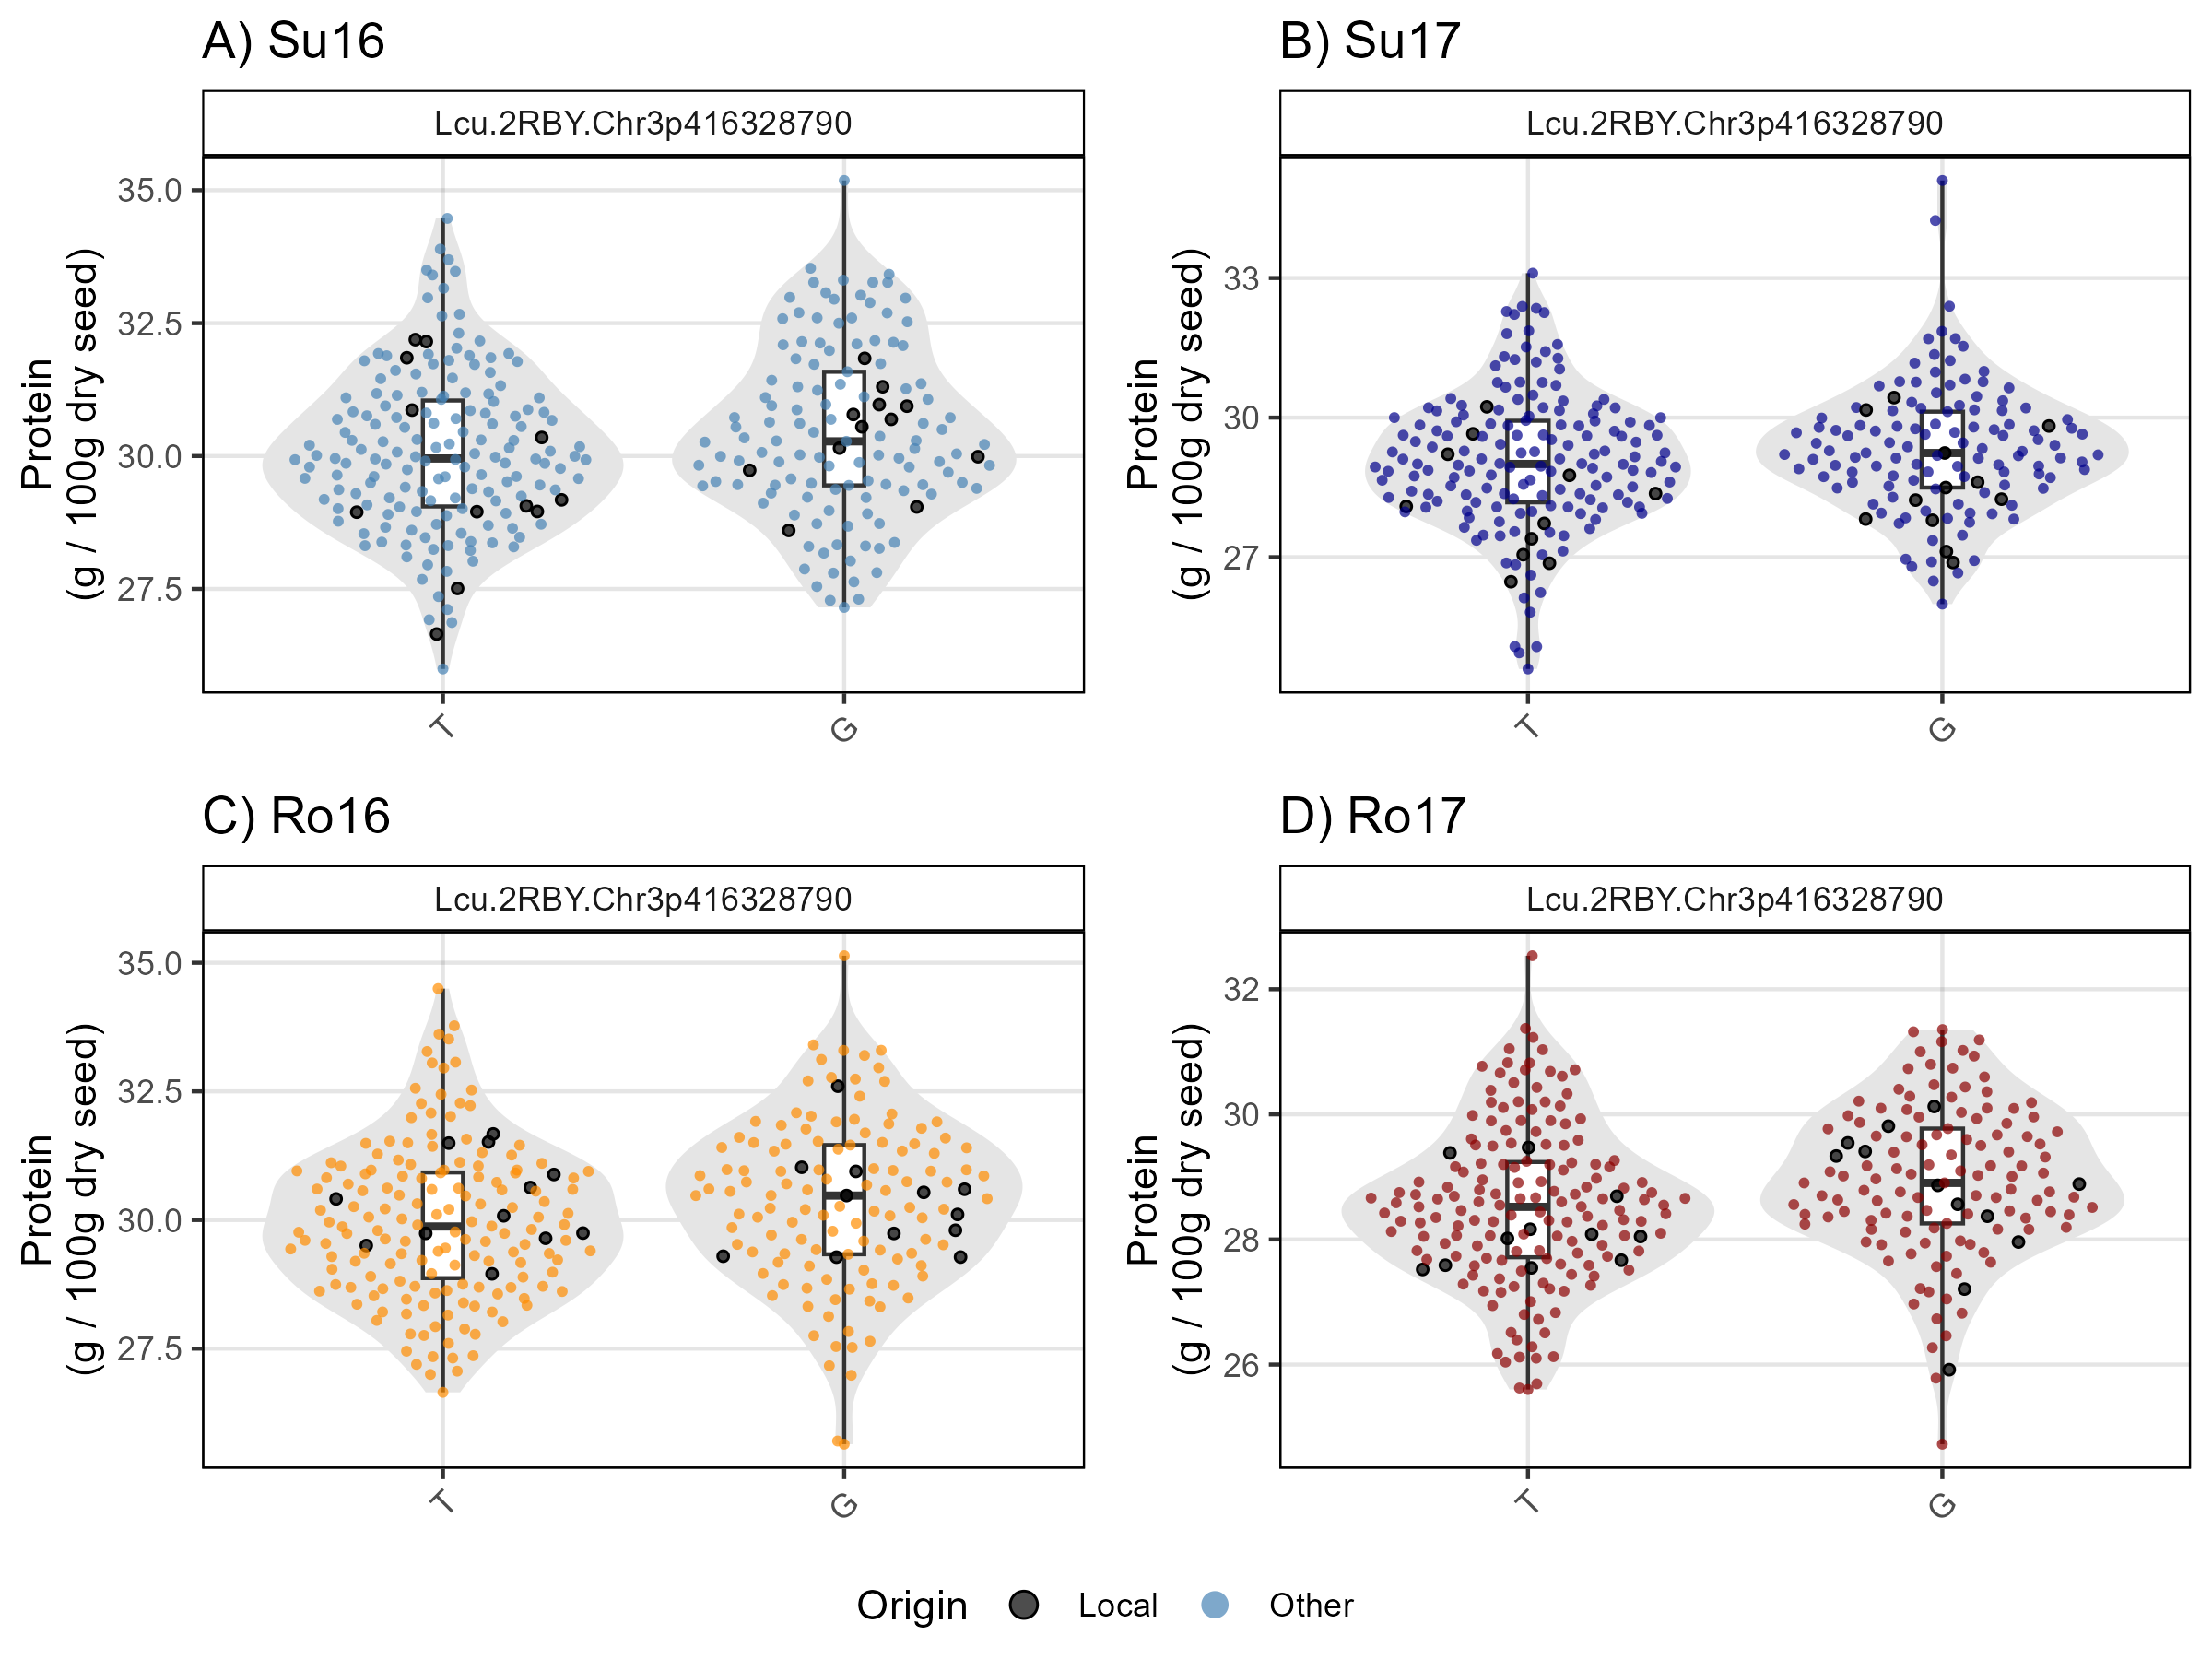 A) Su16
Lcu.2RBY.Chr3p416328790
Protein
(g / 100g dry seed)
35.0
32.5
30.0
27.5
T
G
B) Su17
Lcu.2RBY.Chr3p416328790
Protein
(g / 100g dry seed)
33
30
27
T
G
C) Ro16
Lcu.2RBY.Chr3p416328790
Protein
(g / 100g dry seed)
35.0
32.5
30.0
27.5
T
G
D) Ro17
Lcu.2RBY.Chr3p416328790
Protein
(g / 100g dry seed)
32
30
28
26
T
G
Origin Local Other